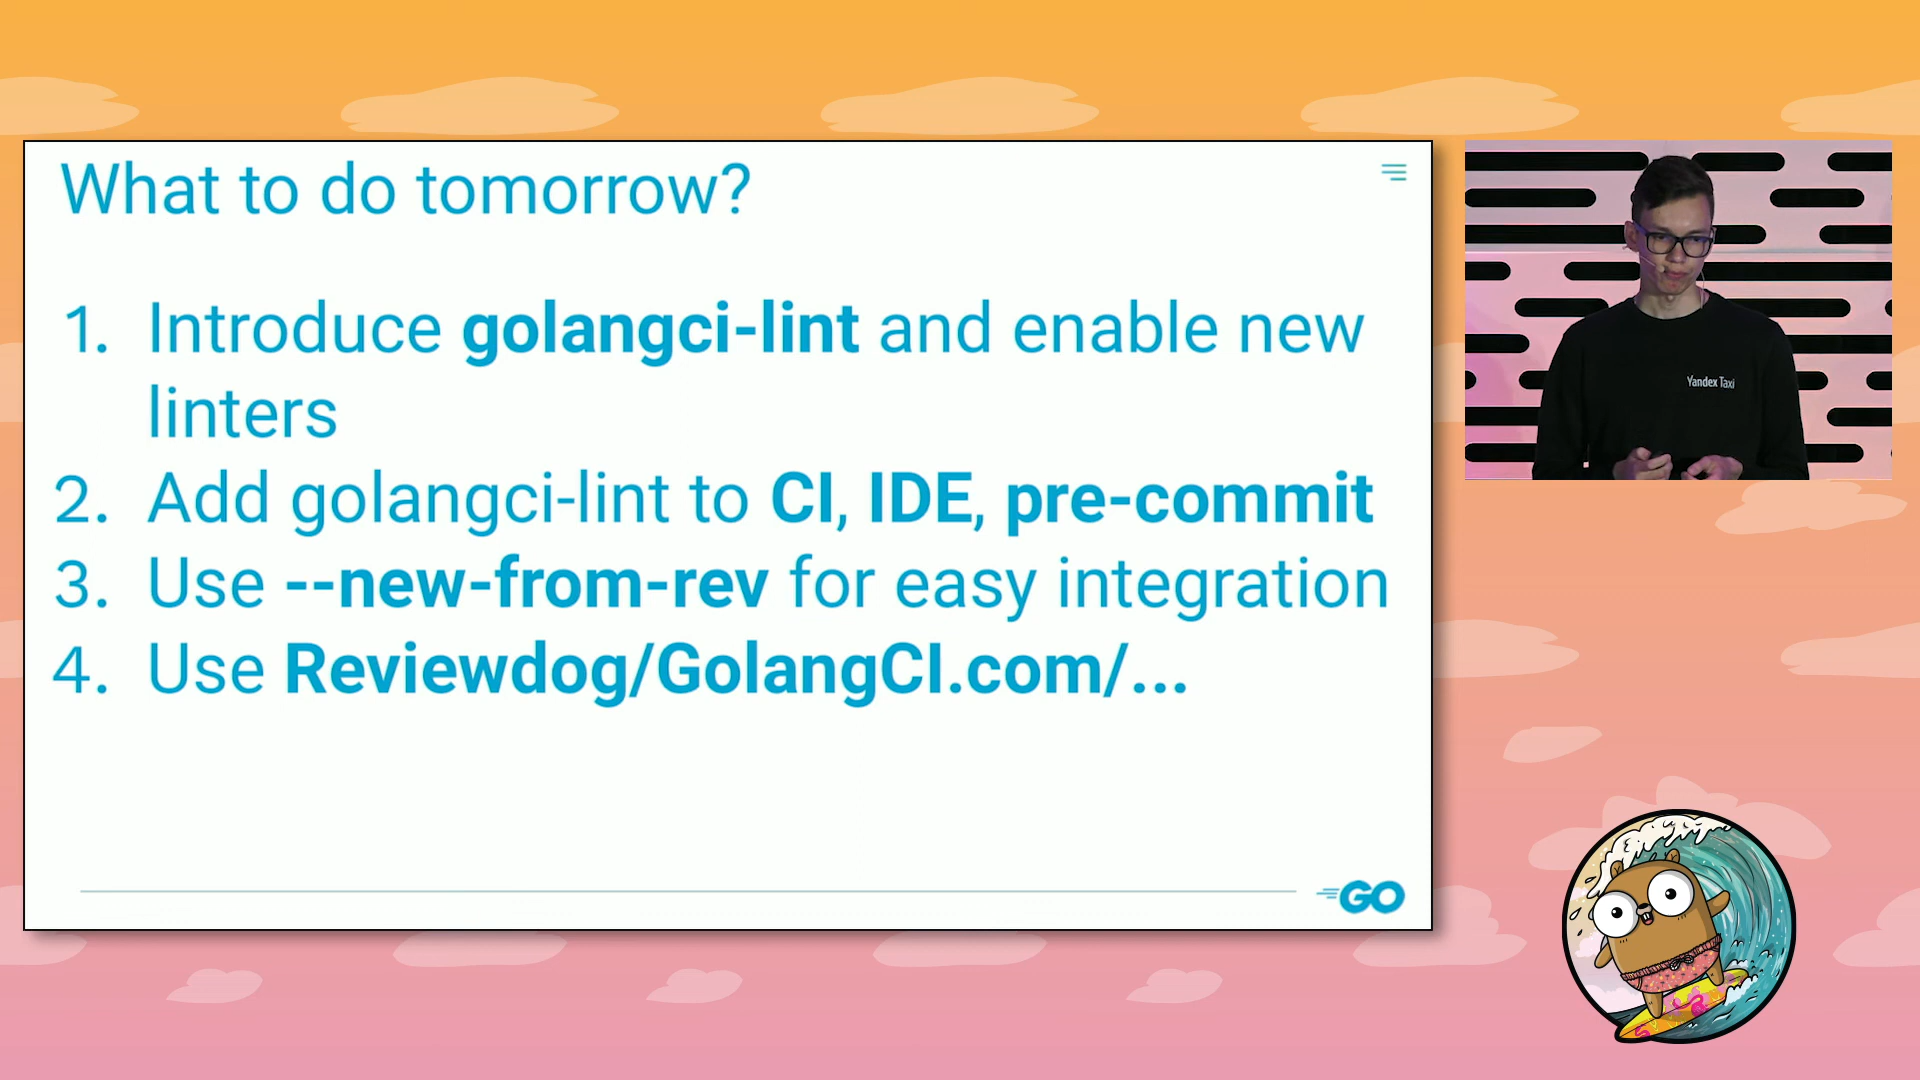 What to do tomorrow?
1. Introduce golangci-lint and enable new
linters
2. Add golangci-lint to CI, IDE, pre-commit
3. Use --new-from-rev for easy integration
4. Use Reviewdog/GolangCI.com/...
GO
Yandex Taxi